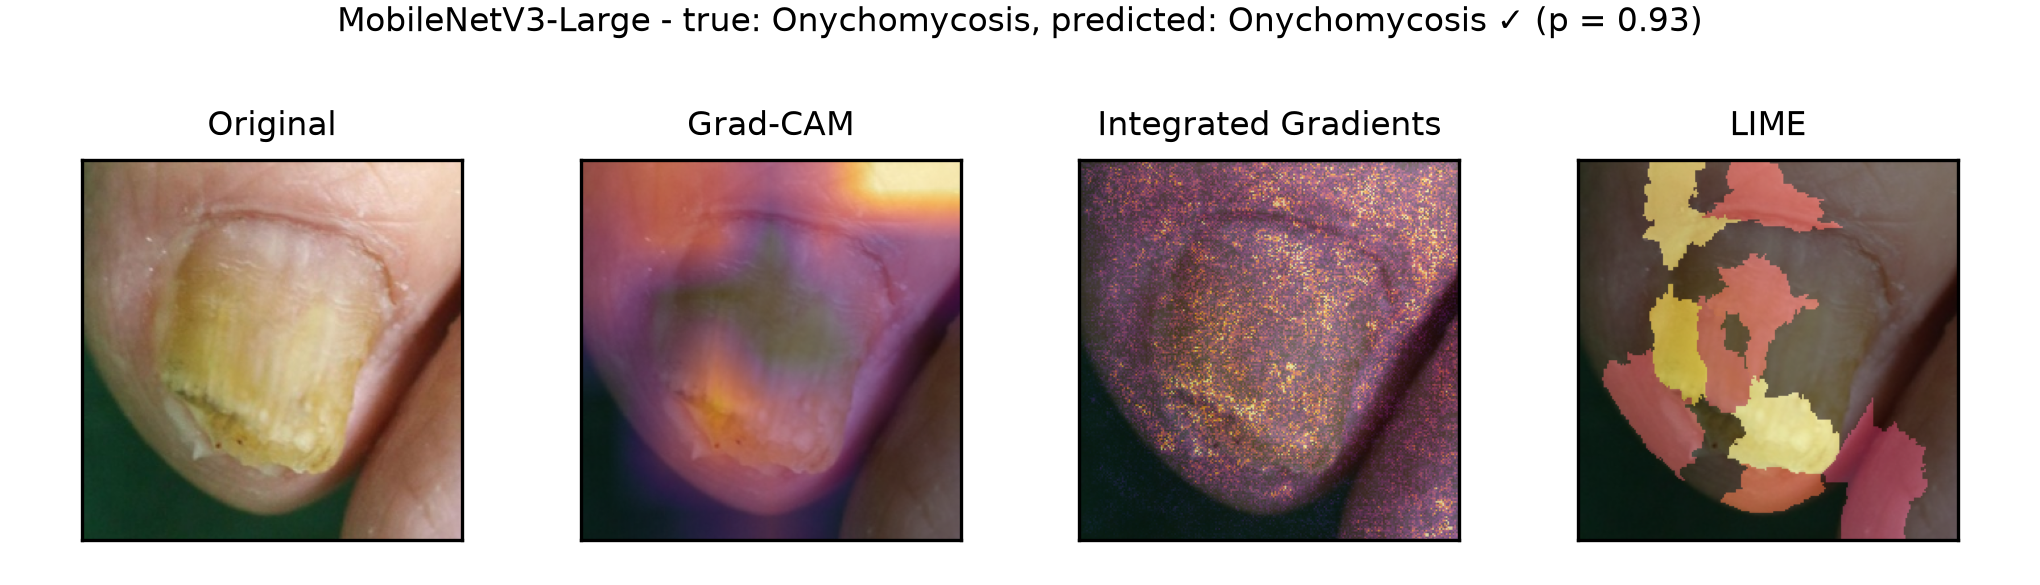 MobileNetV3-Large - true: Onychomycosis, predicted: Onychomycosis ✓ (p = 0.93)
Original
Grad-CAM
Integrated Gradients
LIME